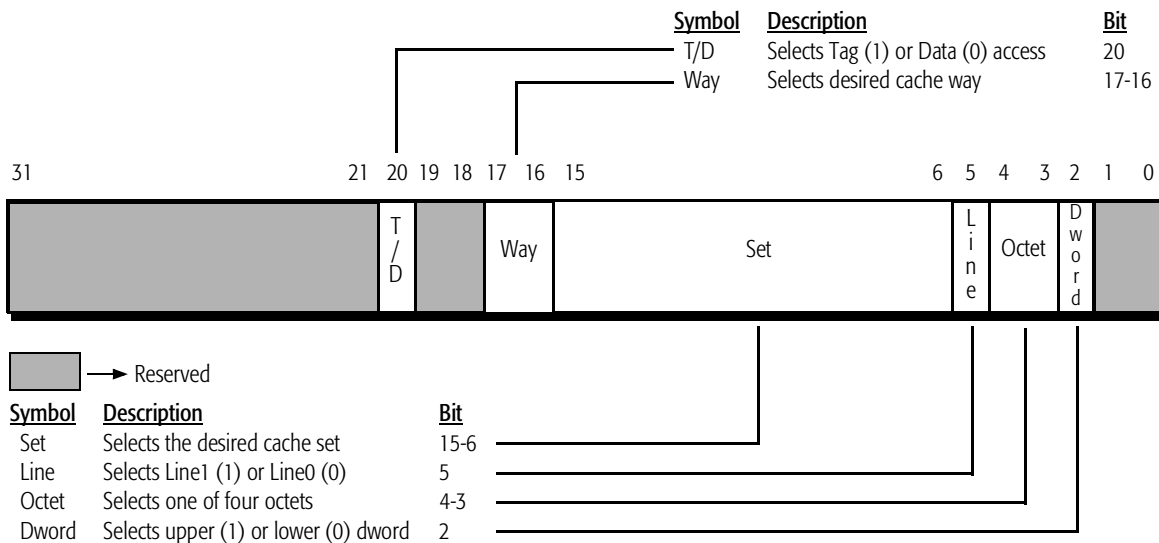 Symbol Description Bit
T/D Selects Tag (1) or Data (0) access 20
Way Selects desired cache way 17-16
31 21 20 19 18 17 16 15 6 5 4 3 2 1 0
T/D Way Set Line Octet Dword
Reserved
Symbol Description Bit
Set Selects the desired cache set 15-6
Line Selects Line1 (1) or Line0 (0) 5
Octet Selects one of four octets 4-3
Dword Selects upper (1) or lower (0) dword 2